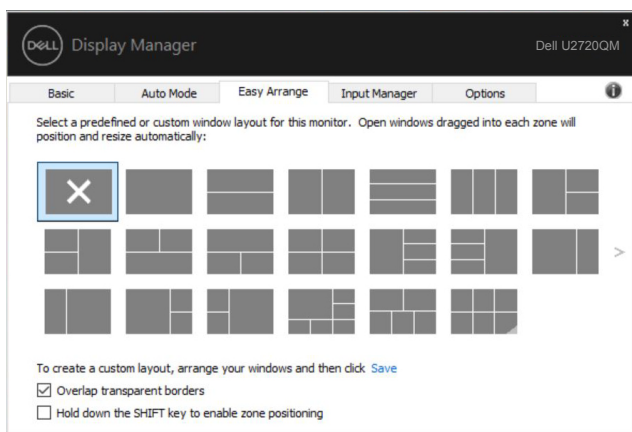 x
DELL Display Manager
Dell U2720QM
Basic Auto Mode Easy Arrange Input Manager Options i
Select a predefined or custom window layout for this monitor. Open windows dragged into each zone will
position and resize automatically:
>
To create a custom layout, arrange your windows and then click Save
Overlap transparent borders
Hold down the SHIFT key to enable zone positioning